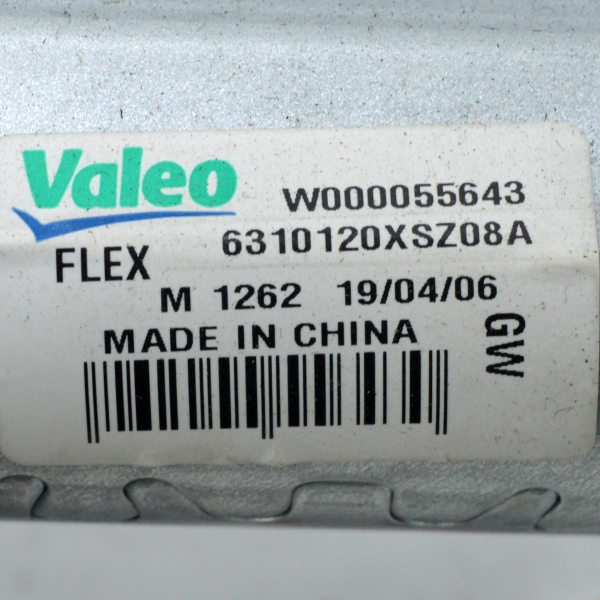 Valeo
W000055643
6310120XSZ08A
FLEX
M 1262 19/04/06
MADE IN CHINA
GW